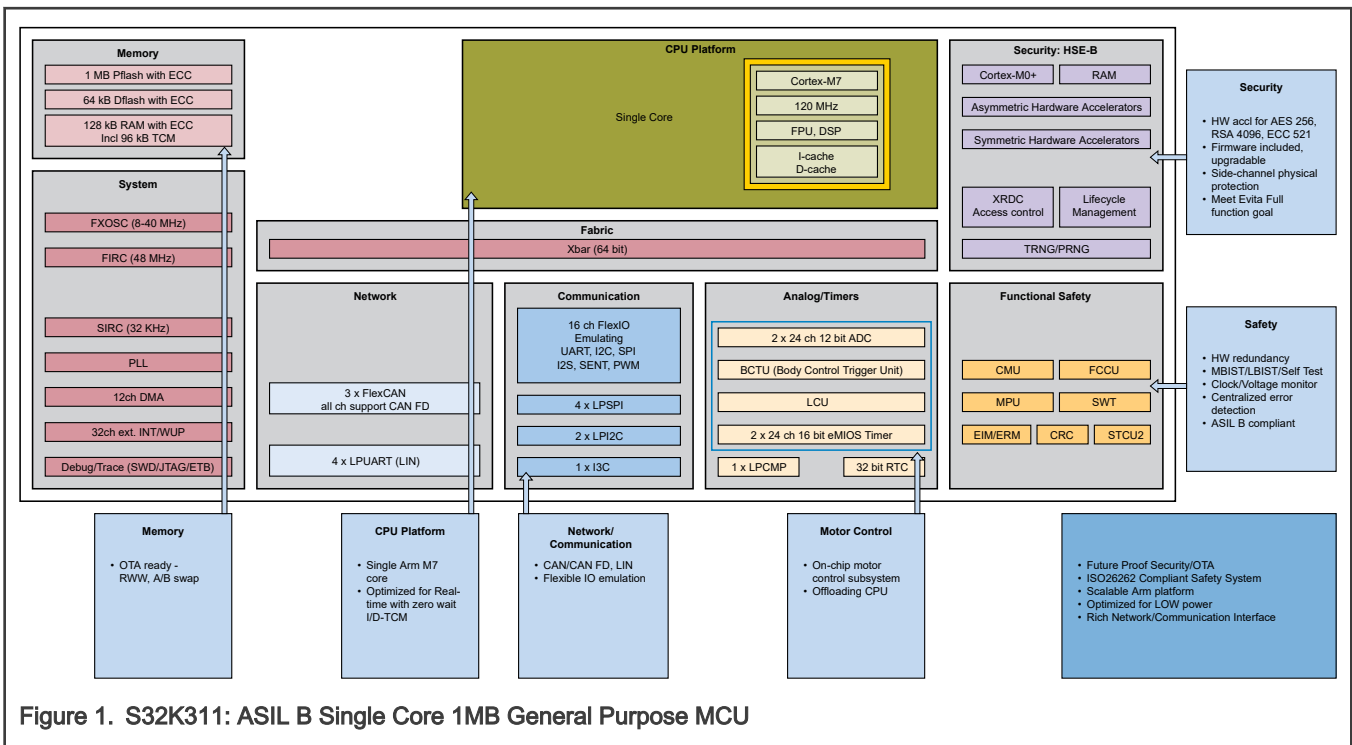 Memory
1 MB Pflash with ECC
64 kB Dflash with ECC
128 kB RAM with ECC
Incl 96 kB TCM
System
FXOSC (8-40 MHz)
FIRC (48 MHz)
SIRC (32 KHz)
PLL
12ch DMA
32ch ext. INT/WUP
Debug/Trace (SWD/JTAG/ETB)
CPU Platform
Single Core
Cortex-M7
120 MHz
FPU, DSP
I-cache
D-cache
Fabric
Xbar (64 bit)
Network
3 x FlexCAN
all ch support CAN FD
4 x LPUART (LIN)
Communication
16 ch FlexIO
Emulating
UART, I2C, SPI
I2S, SENT, PWM
4 x LPSPI
2 x LPI2C
1 x I3C
Analog/Timers
2 x 24 ch 12 bit ADC
BCTU (Body Control Trigger Unit)
LCU
2 x 24 ch 16 bit eMIOS Timer
1 x LPCMP
32 bit RTC
Security: HSE-B
Cortex-M0+
RAM
Asymmetric Hardware Accelerators
Symmetric Hardware Accelerators
XRDC
Access control
Lifecycle
Management
TRNG/PRNG
Functional Safety
CMU
FCCU
MPU
SWT
EIM/ERM
CRC
STCU2
Security
• HW accl for AES 256,
RSA 4096, ECC 521
• Firmware included,
upgradable
• Side-channel physical
protection
• Meet Evita Full
function goal
Safety
• HW redundancy
• MBIST/LBIST/Self Test
• Clock/Voltage monitor
• Centralized error
detection
• ASIL B compliant
Memory
• OTA ready -
RWW, A/B swap
CPU Platform
• Single Arm M7
core
• Optimized for Real-
time with zero wait
I/D-TCM
Network/
Communication
• CAN/CAN FD, LIN
• Flexible IO emulation
Motor Control
• On-chip motor
control subsystem
• Offloading CPU
• Future Proof Security/OTA
• ISO26262 Compliant Safety System
• Scalable Arm platform
• Optimized for LOW power
• Rich Network/Communication Interface
Figure 1. S32K311: ASIL B Single Core 1MB General Purpose MCU